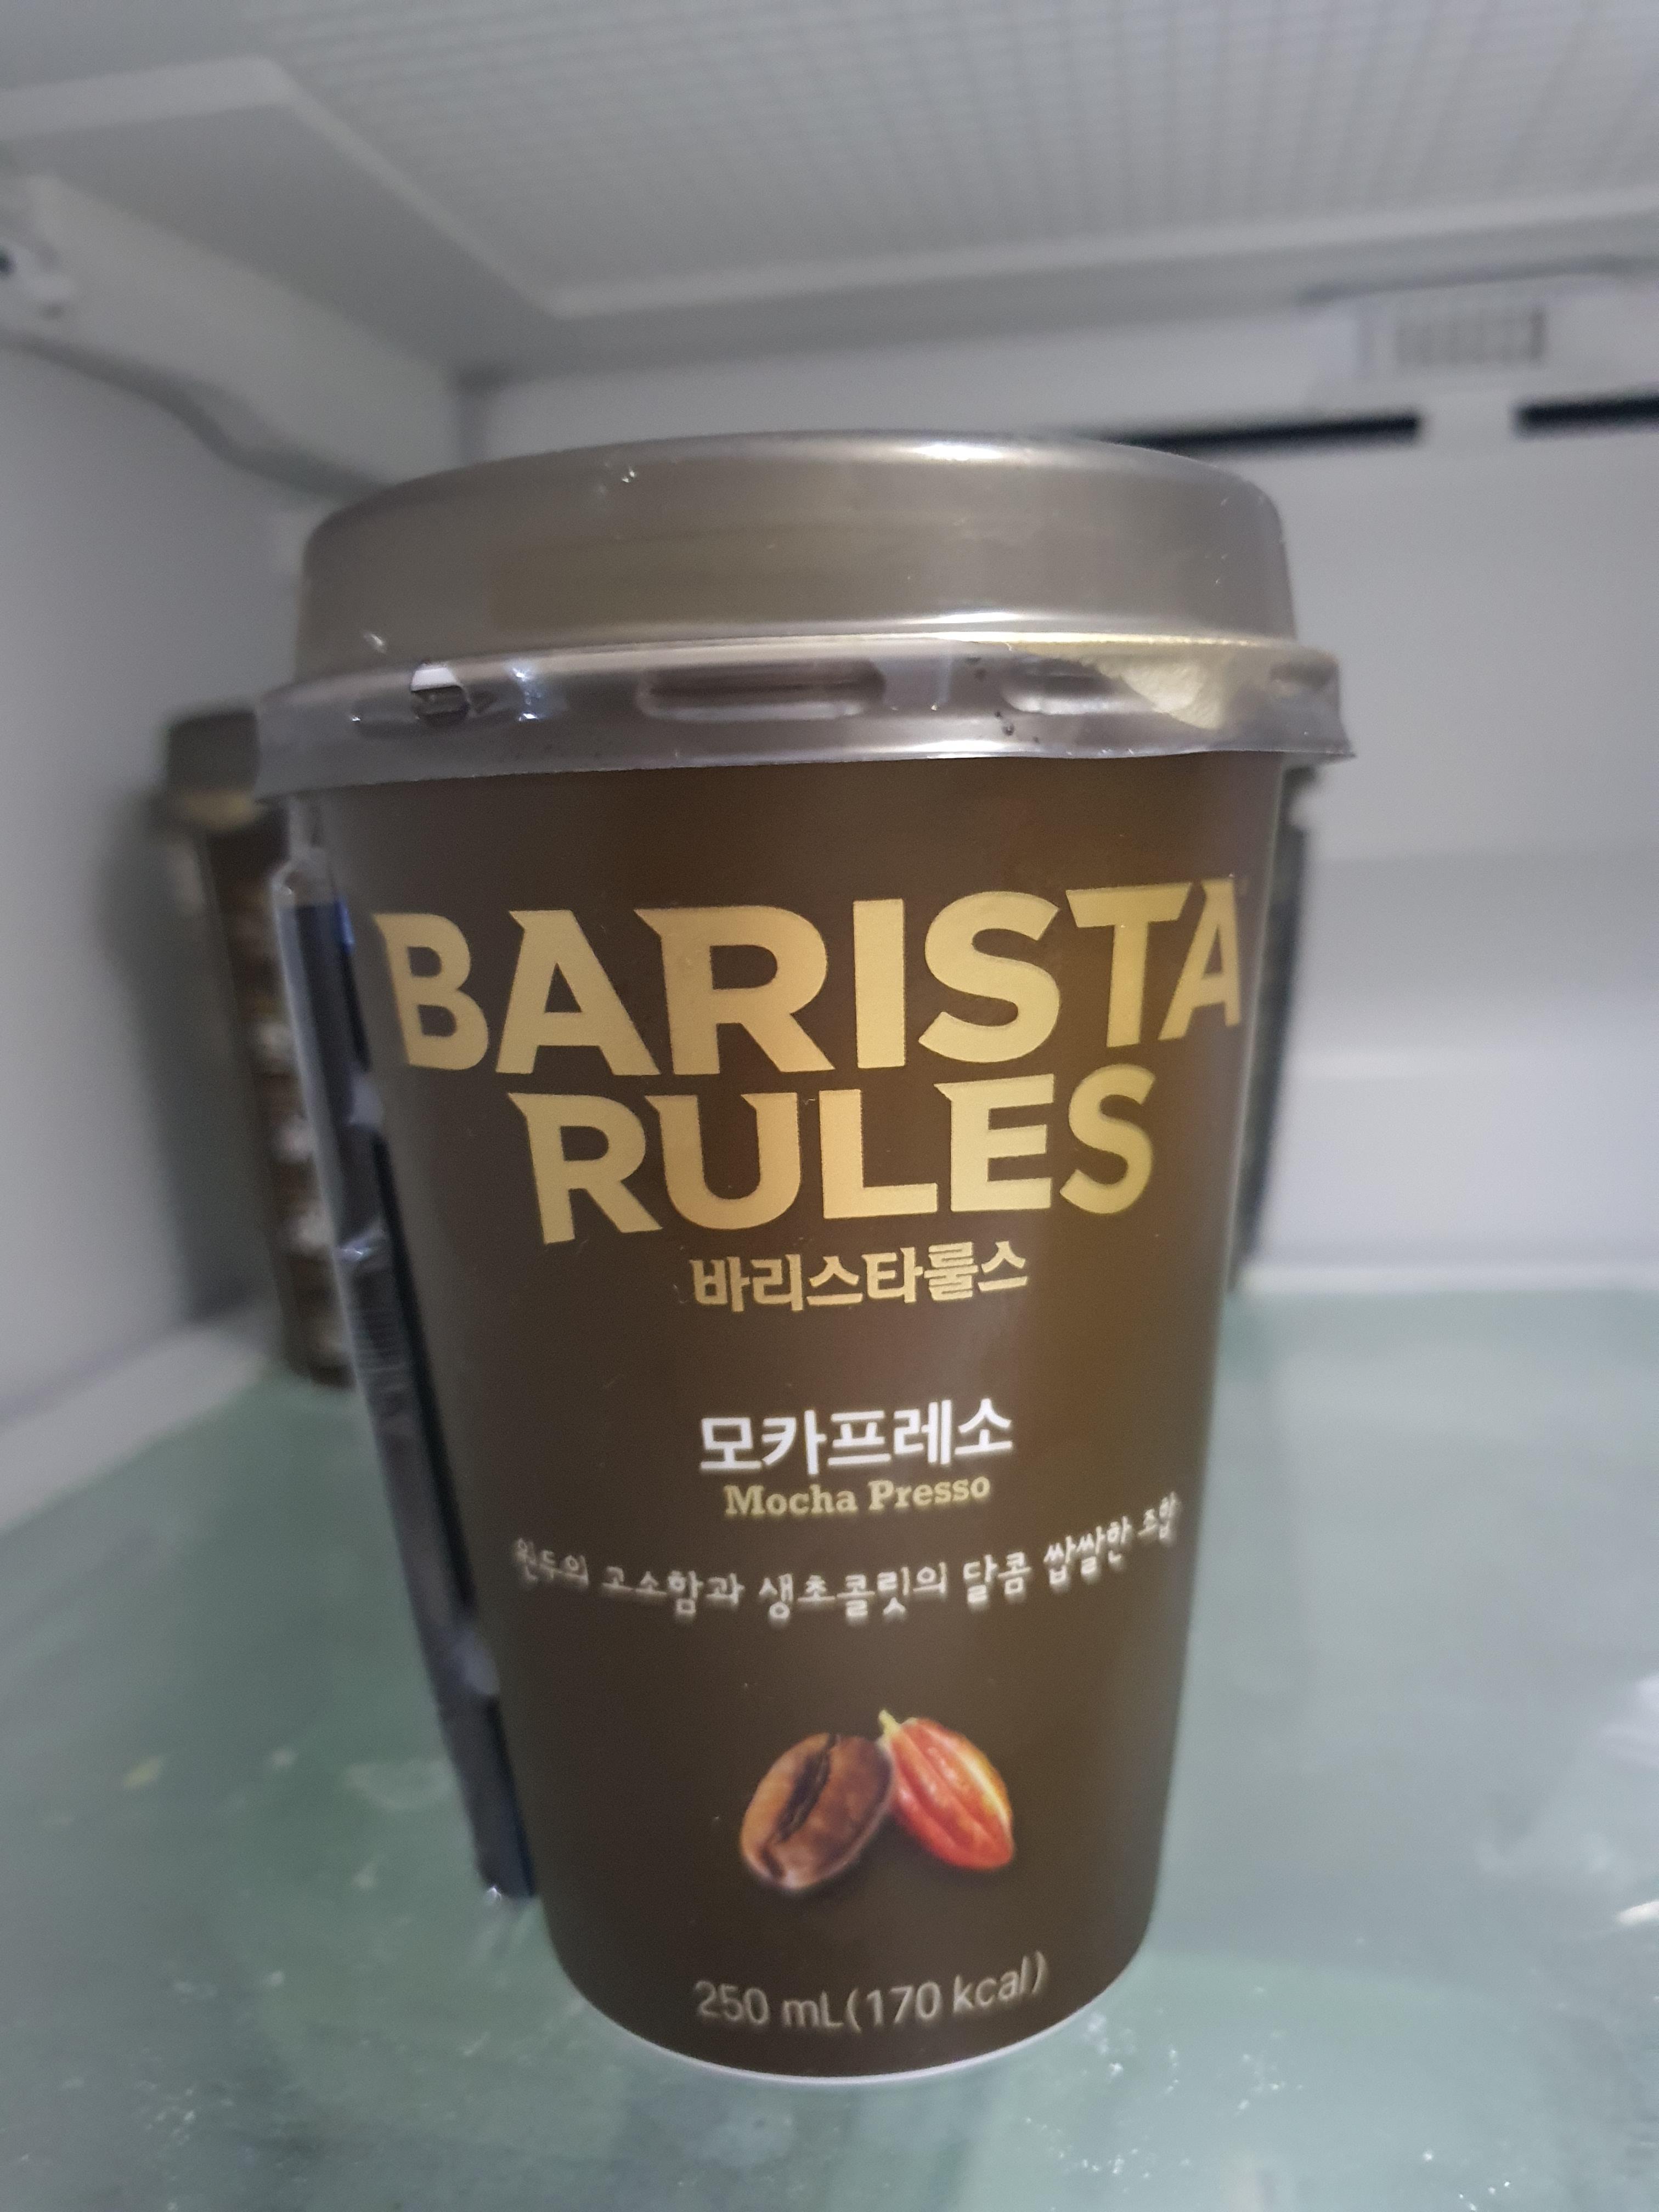 BARISTA
RULES
바리스타룰스
모카프레소
Mocha Presso
원두의 고소함과 생초콜릿의 달콤 쌉쌀한 조합
250 mL(170 kcal)